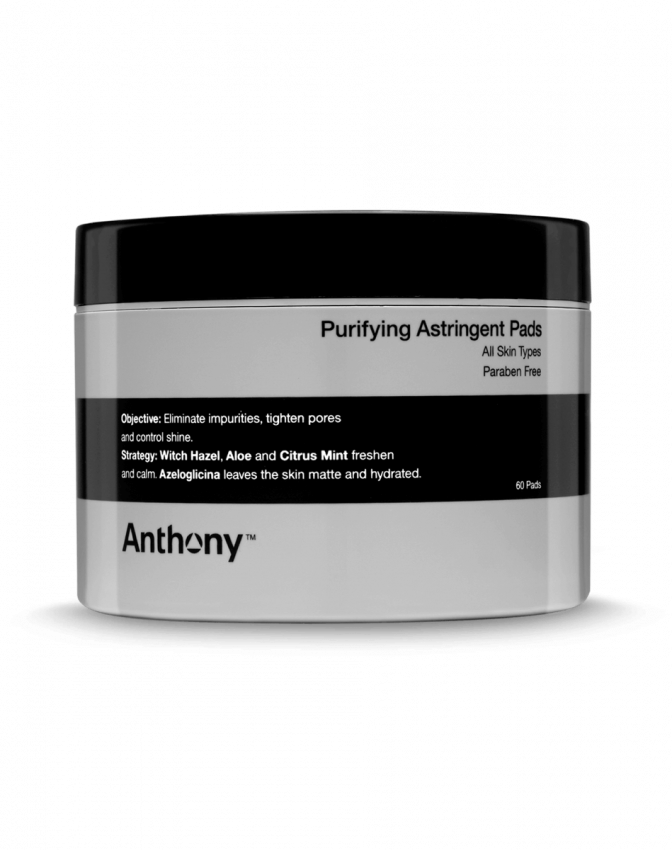 Purifying Astringent Pads
All Skin Types
Paraben Free
Objective: Eliminate impurities, tighten pores
and control shine.
Strategy: Witch Hazel, Aloe and Citrus Mint freshen
and calm. Azeloglicina leaves the skin matte and hydrated.
60 Pads
Anthony™